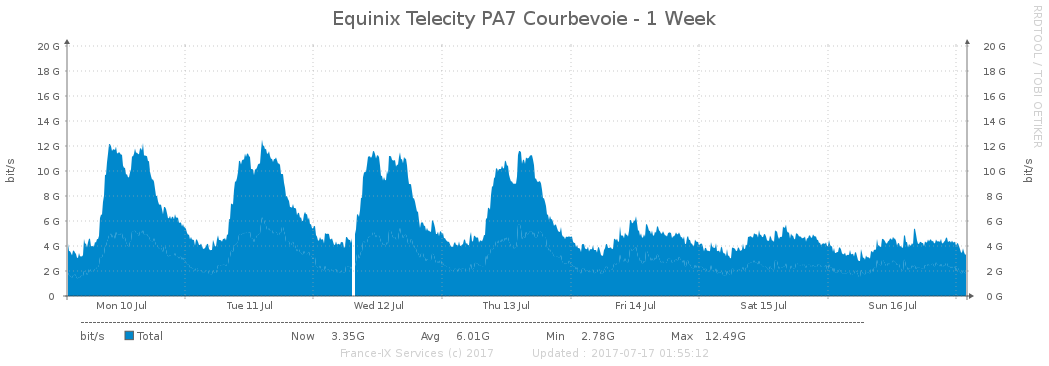 Equinix Telecity PA7 Courbevoie - 1 Week
RRDTOOL / TOBI OETIKER
bit/s
20 G 20 G
18 G 18 G
16 G 16 G
14 G 14 G
12 G 12 G
10 G 10 G
8 G 8 G
6 G 6 G
4 G 4 G
2 G 2 G
0 0 G
bit/s
Mon 10 Jul Tue 11 Jul Wed 12 Jul Thu 13 Jul Fri 14 Jul Sat 15 Jul Sun 16 Jul
bit/s Total Now 3.35G Avg 6.01G Min 2.78G Max 12.49G
France-IX Services (c) 2017 Updated : 2017-07-17 01:55:12